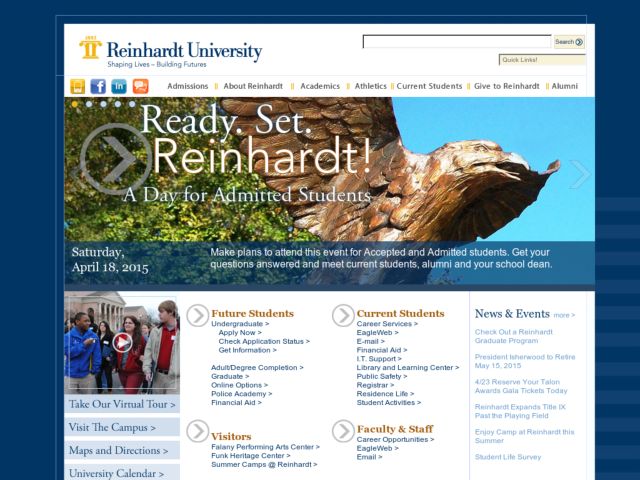 1883
Reinhardt University
Shaping Lives – Building Futures
Search
Quick Links!
Admissions
About Reinhardt
Academics
Athletics
Current Students
Give to Reinhardt
Alumni
Ready. Set.
Reinhardt!
A Day for Admitted Students
Saturday,
April 18, 2015
Make plans to attend this event for Accepted and Admitted students. Get your
questions answered and meet current students, alumni and your school dean.
Take Our Virtual Tour >
Visit The Campus >
Maps and Directions >
University Calendar >
Future Students
Undergraduate >
Apply Now >
Check Application Status >
Get Information >
Adult/Degree Completion >
Graduate >
Online Options >
Police Academy >
Financial Aid >
Visitors
Falany Performing Arts Center >
Funk Heritage Center >
Summer Camps @ Reinhardt >
Current Students
Career Services >
EagleWeb >
E-mail >
Financial Aid >
I.T. Support >
Library and Learning Center >
Public Safety >
Registrar >
Residence Life >
Student Activities >
Faculty & Staff
Career Opportunities >
EagleWeb >
Email >
News & Events more >
Check Out a Reinhardt
Graduate Program
President Isherwood to Retire
May 15, 2015
4/23 Reserve Your Talon
Awards Gala Tickets Today
Reinhardt Expands Title IX
Past the Playing Field
Enjoy Camp at Reinhardt this
Summer
Student Life Survey